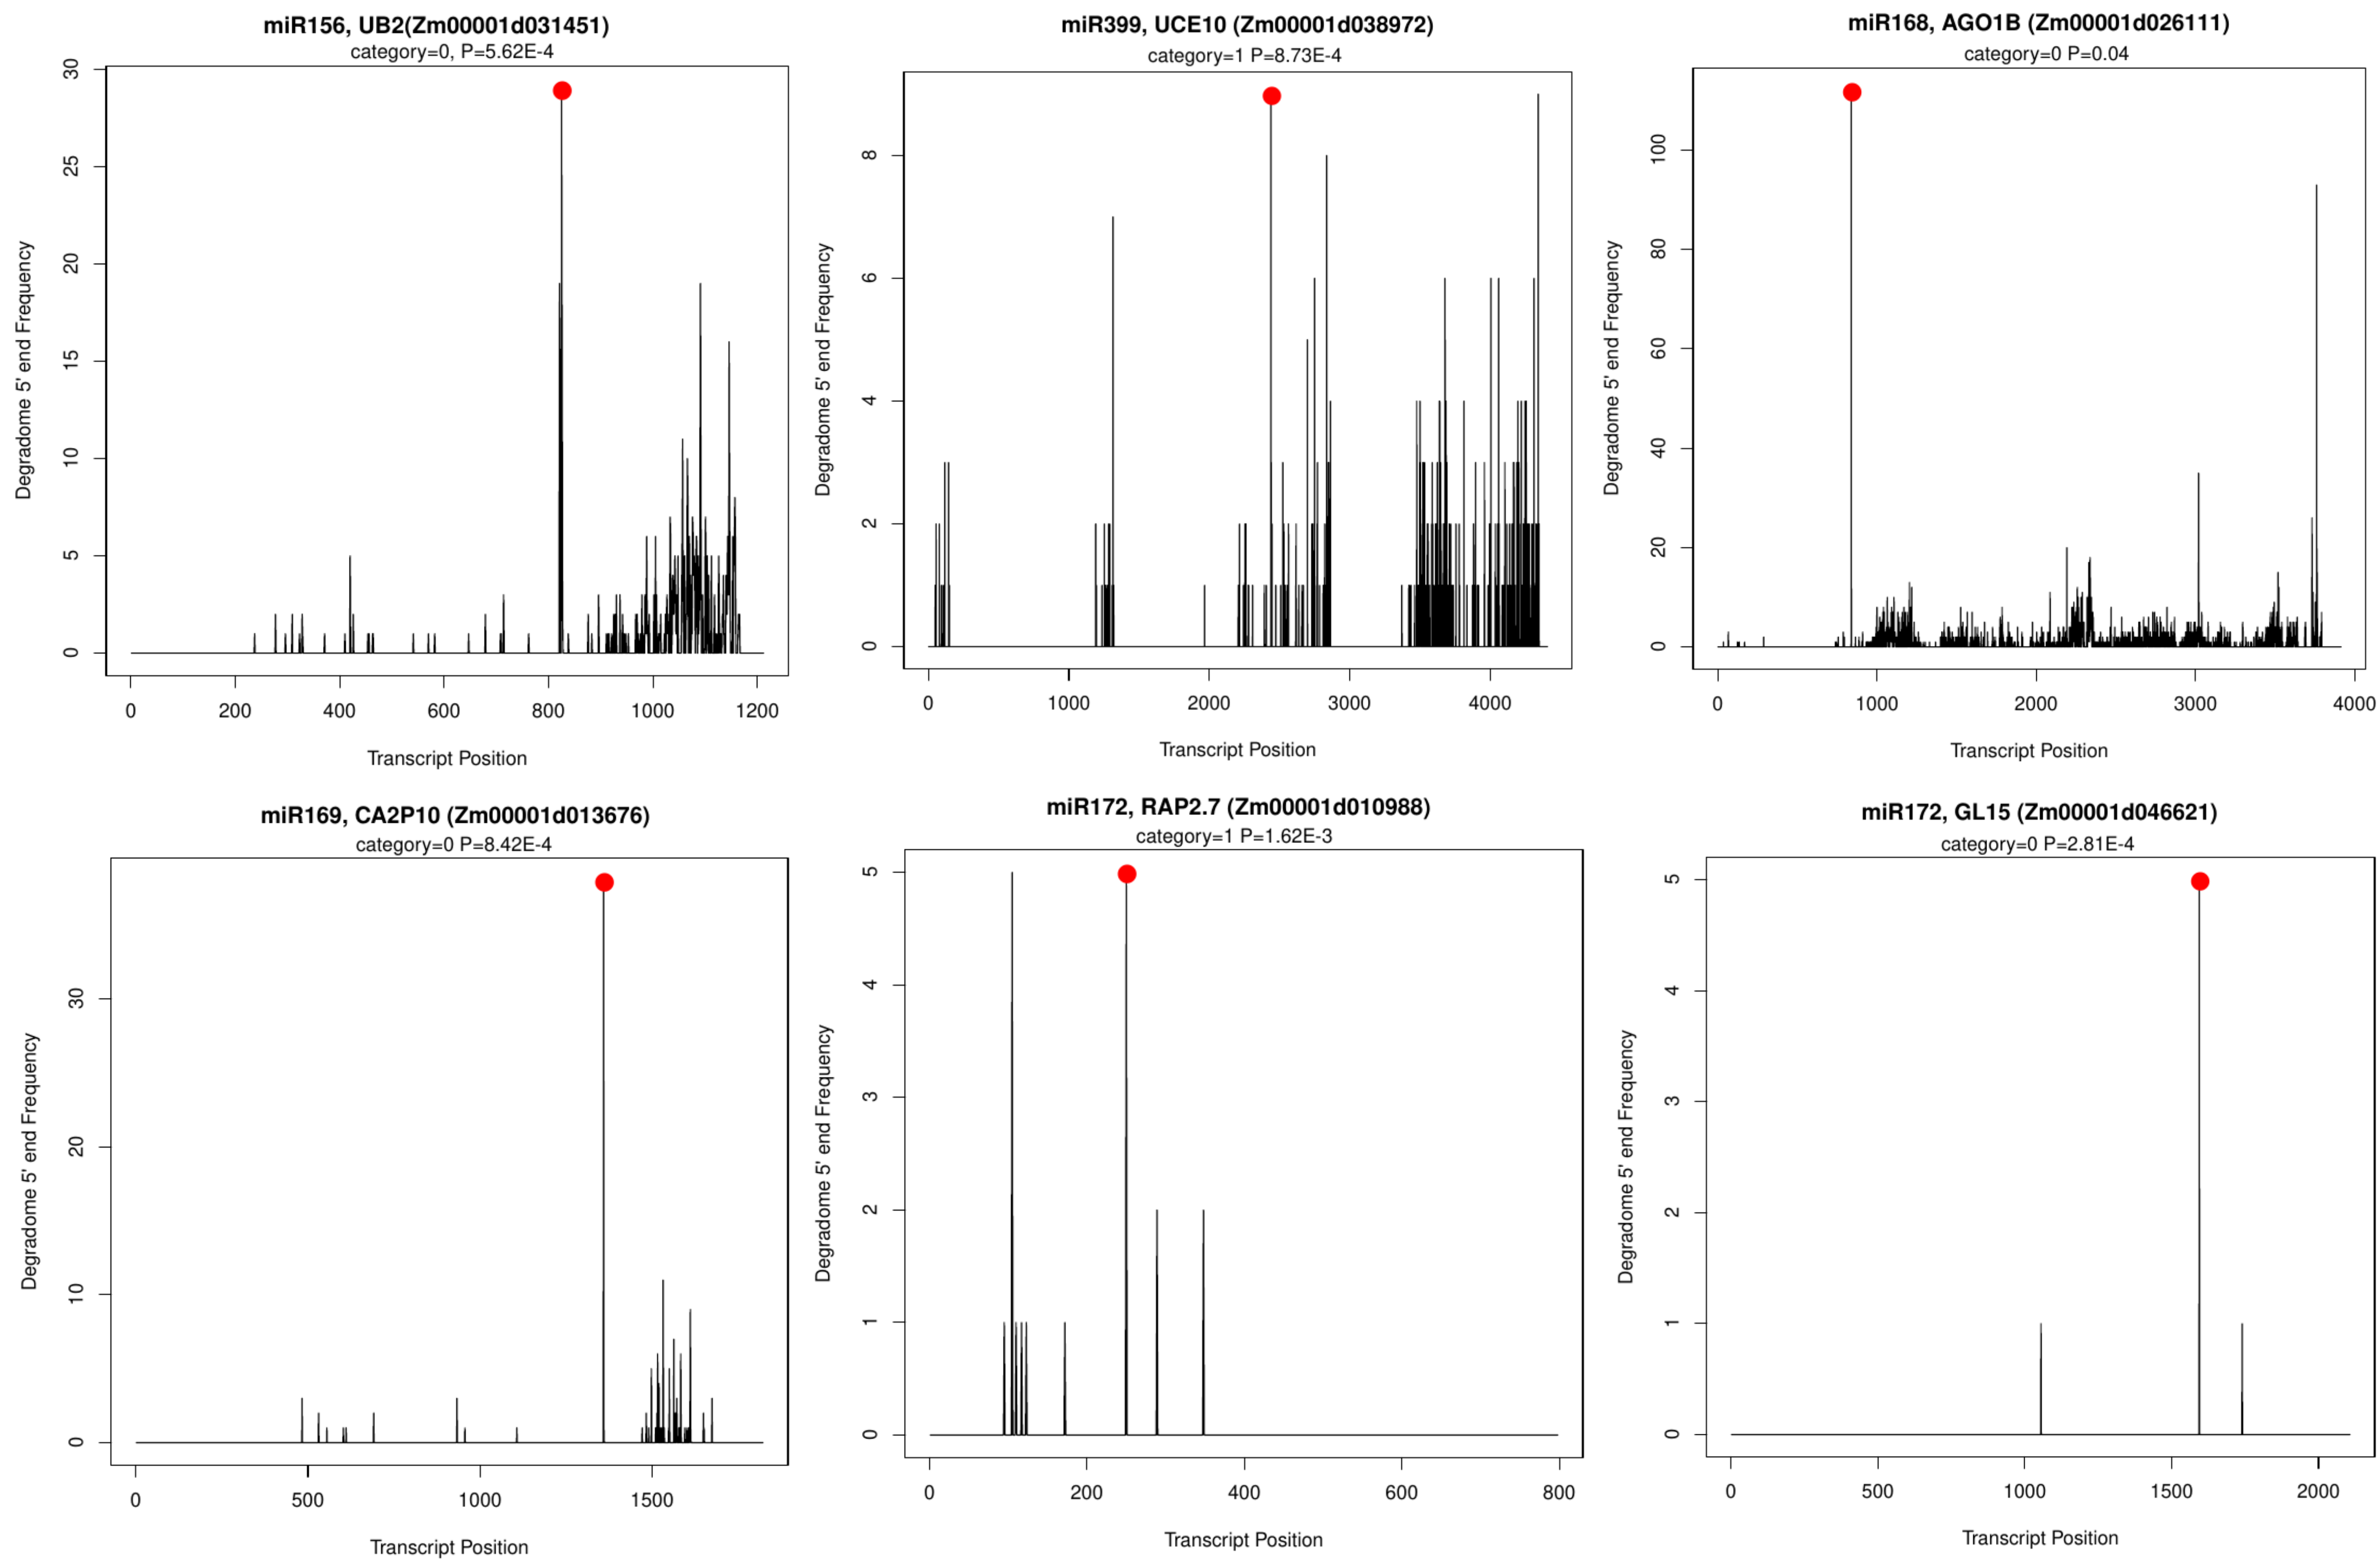 miR156, UB2(Zm00001d031451)
category=0, P=5.62E-4
Degradome 5' end Frequency
0 5 10 15 20 25 30
0 200 400 600 800 1000 1200
Transcript Position
miR399, UCE10 (Zm00001d038972)
category=1 P=8.73E-4
Degradome 5' end Frequency
0 2 4 6 8
0 1000 2000 3000 4000
Transcript Position
miR168, AGO1B (Zm00001d026111)
category=0 P=0.04
Degradome 5' end Frequency
0 20 40 60 80 100
0 1000 2000 3000 4000
Transcript Position
miR169, CA2P10 (Zm00001d013676)
category=0 P=8.42E-4
Degradome 5' end Frequency
0 10 20 30
0 500 1000 1500
Transcript Position
miR172, RAP2.7 (Zm00001d010988)
category=1 P=1.62E-3
Degradome 5' end Frequency
0 1 2 3 4 5
0 200 400 600 800
Transcript Position
miR172, GL15 (Zm00001d046621)
category=0 P=2.81E-4
Degradome 5' end Frequency
0 1 2 3 4 5
0 500 1000 1500 2000
Transcript Position